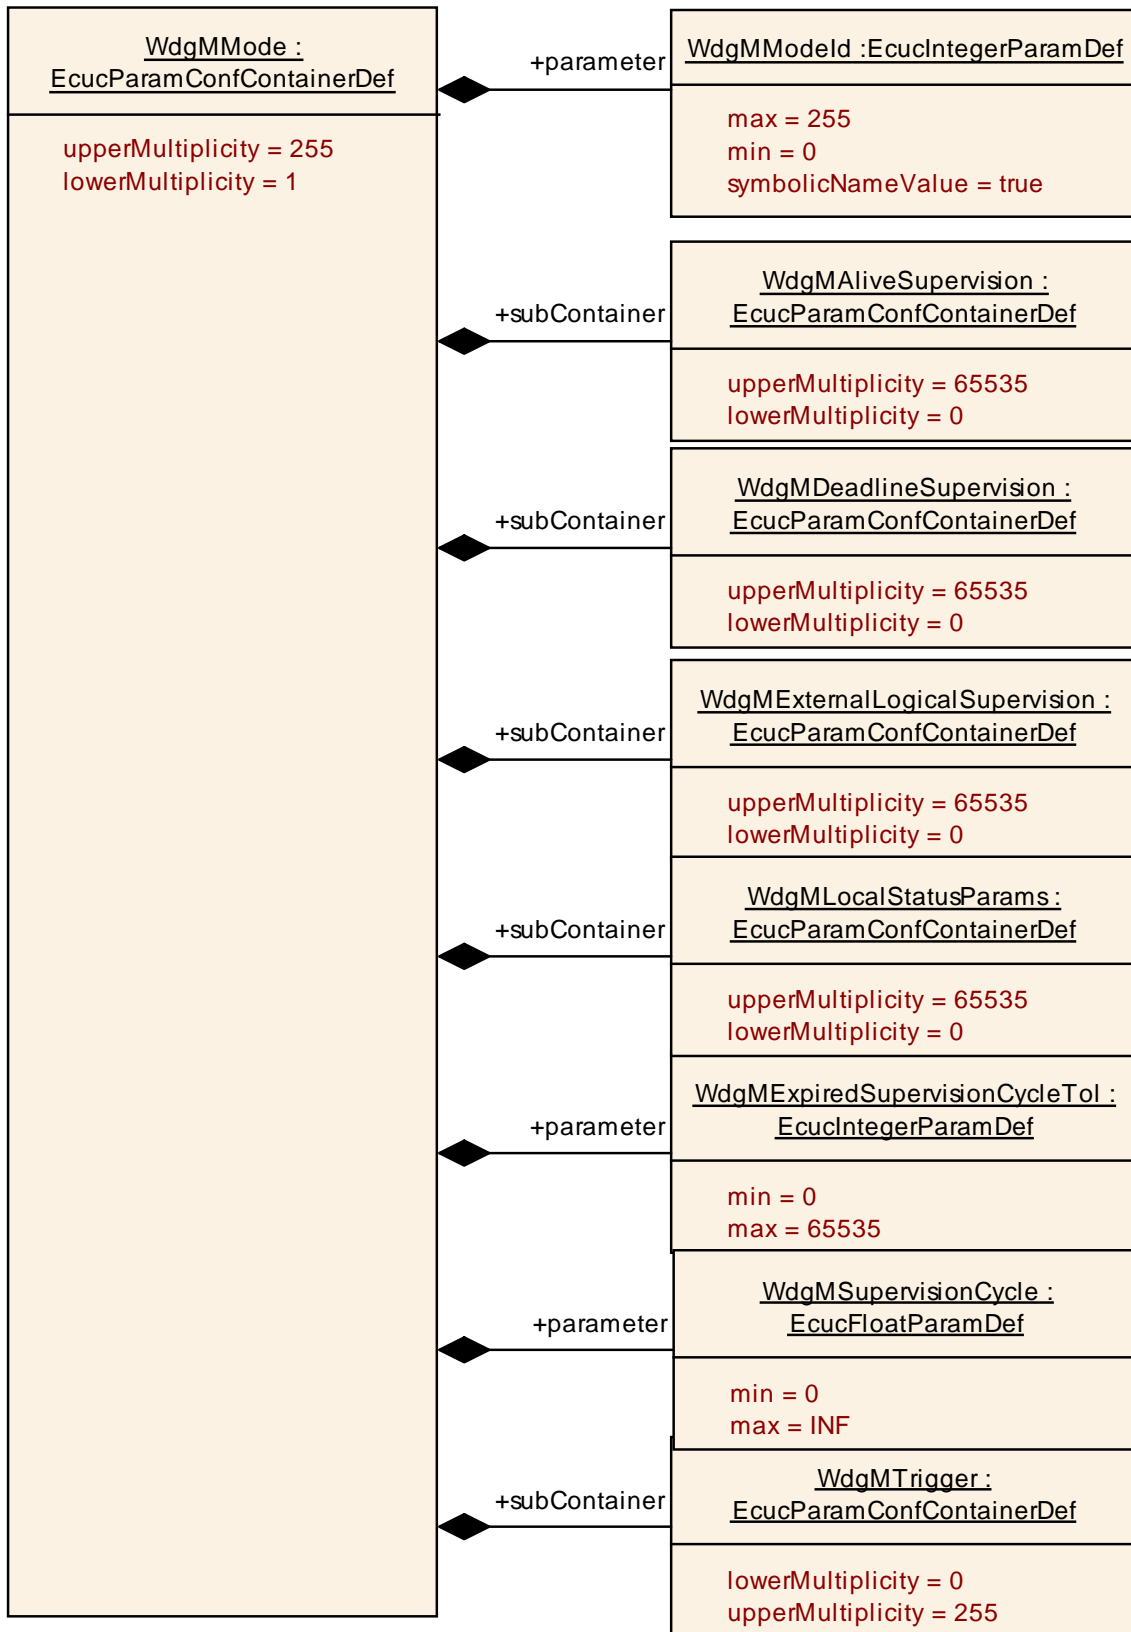 WdgMMode :
EcucParamConfContainerDef
upperMultiplicity = 255
lowerMultiplicity = 1
+parameter
WdgMModeId :EcucIntegerParamDef
max = 255
min = 0
symbolicNameValue = true
+subContainer
WdgMAliveSupervision :
EcucParamConfContainerDef
upperMultiplicity = 65535
lowerMultiplicity = 0
+subContainer
WdgMDeadlineSupervision :
EcucParamConfContainerDef
upperMultiplicity = 65535
lowerMultiplicity = 0
+subContainer
WdgMExternalLogicalSupervision :
EcucParamConfContainerDef
upperMultiplicity = 65535
lowerMultiplicity = 0
+subContainer
WdgMLocalStatusParams :
EcucParamConfContainerDef
upperMultiplicity = 65535
lowerMultiplicity = 0
+parameter
WdgMExpiredSupervisionCycleTol :
EcucIntegerParamDef
min = 0
max = 65535
+parameter
WdgMSupervisionCycle :
EcucFloatParamDef
min = 0
max = INF
+subContainer
WdgMTrigger :
EcucParamConfContainerDef
lowerMultiplicity = 0
upperMultiplicity = 255